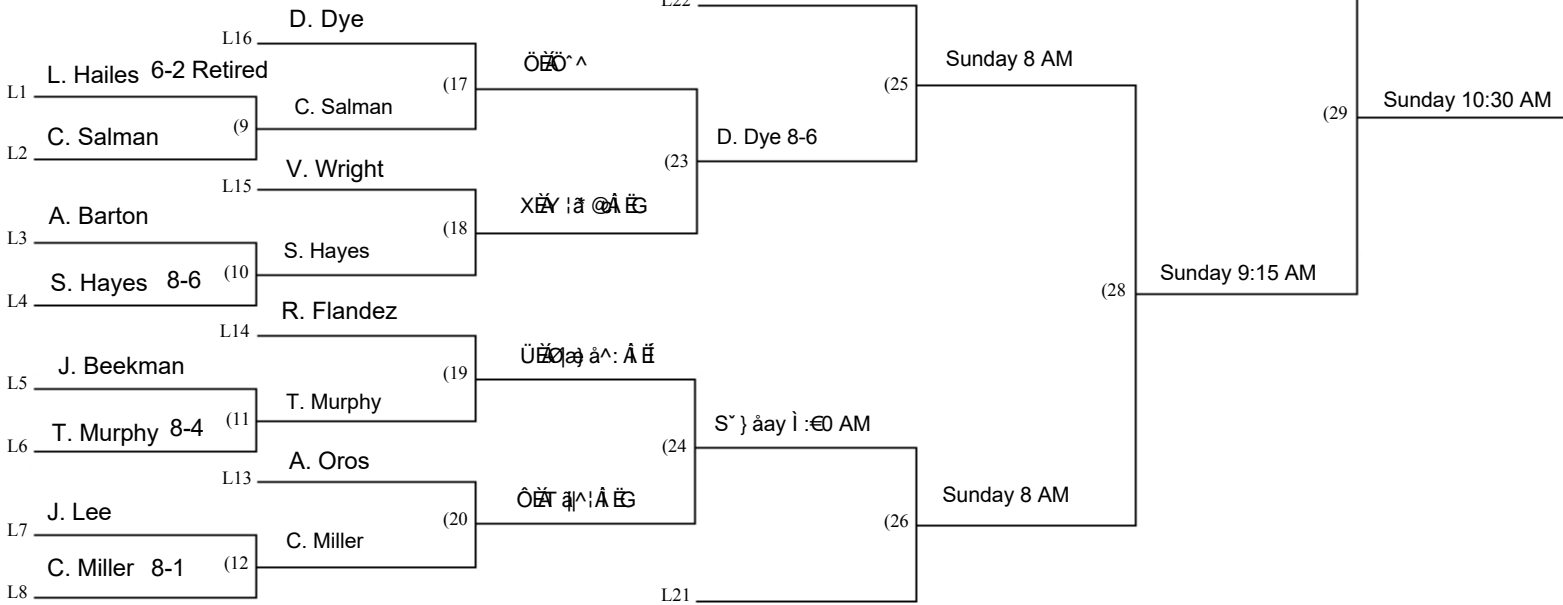 L22
D. Dye
L16
L. Hailes 6-2 Retired
L1
(9
C. Salman
L2
C. Salman
(17
V. Wright
L15
A. Barton
L3
(10
S. Hayes 8-6
L4
S. Hayes
(18
(23
D. Dye 8-6
(25
Sunday 8 AM
R. Flandez
L14
J. Beekman
L5
(11
T. Murphy 8-4
L6
T. Murphy
(19
A. Oros
L13
J. Lee
L7
(12
C. Miller 8-1
L8
C. Miller
(20
(24
AM
(26
Sunday 8 AM
L21
(28
Sunday 9:15 AM
(29
Sunday 10:30 AM